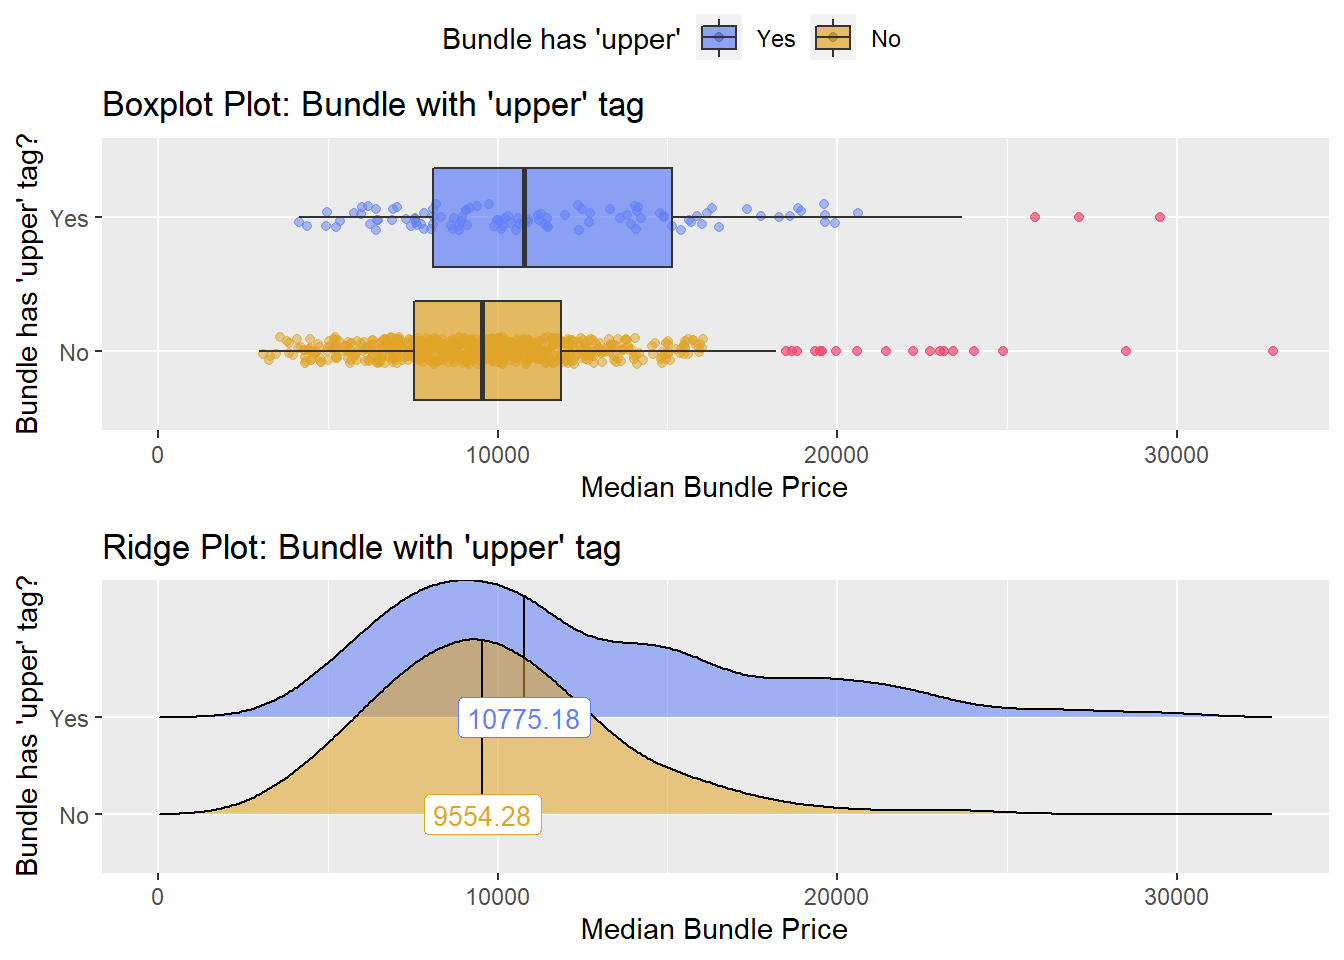 Bundle has 'upper' Yes No
Boxplot Plot: Bundle with 'upper' tag
Bundle has 'upper' tag?
Yes
No
0 10000 20000 30000
Median Bundle Price
Ridge Plot: Bundle with 'upper' tag
Bundle has 'upper' tag?
Yes
10775.18
No
9554.28
0 10000 20000 30000
Median Bundle Price